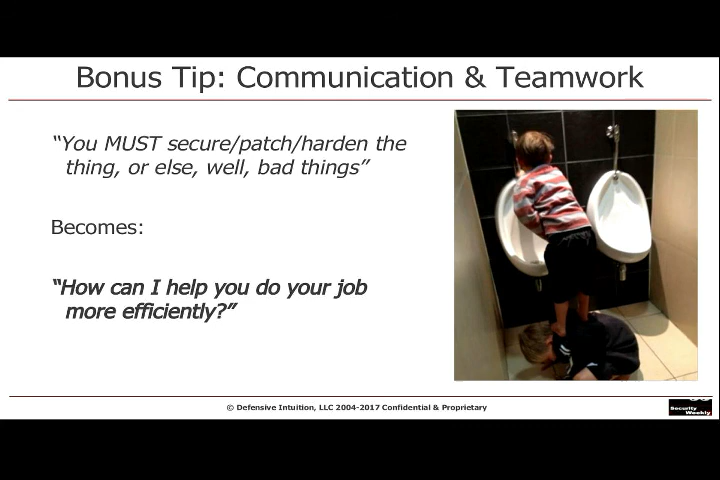 Bonus Tip: Communication & Teamwork
“You MUST secure/patch/harden the
thing, or else, well, bad things”
Becomes:
“How can I help you do your job
more efficiently?”
© Defensive Intuition, LLC 2004-2017 Confidential & Proprietary
Security
Weekly